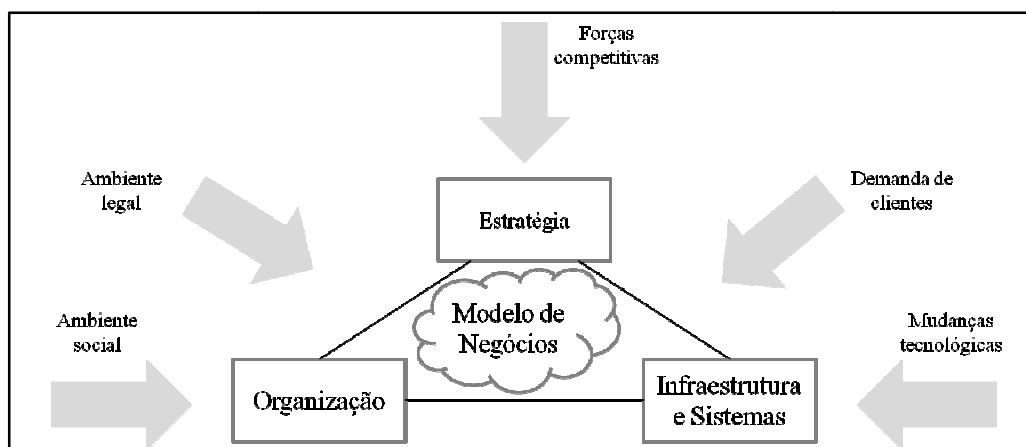 Forças
competitivas
Ambiente
legal
Demanda de
clientes
Estratégia
Modelo de
Negócios
Ambiente
social
Mudanças
tecnológicas
Organização
Infraestrutura
e Sistemas